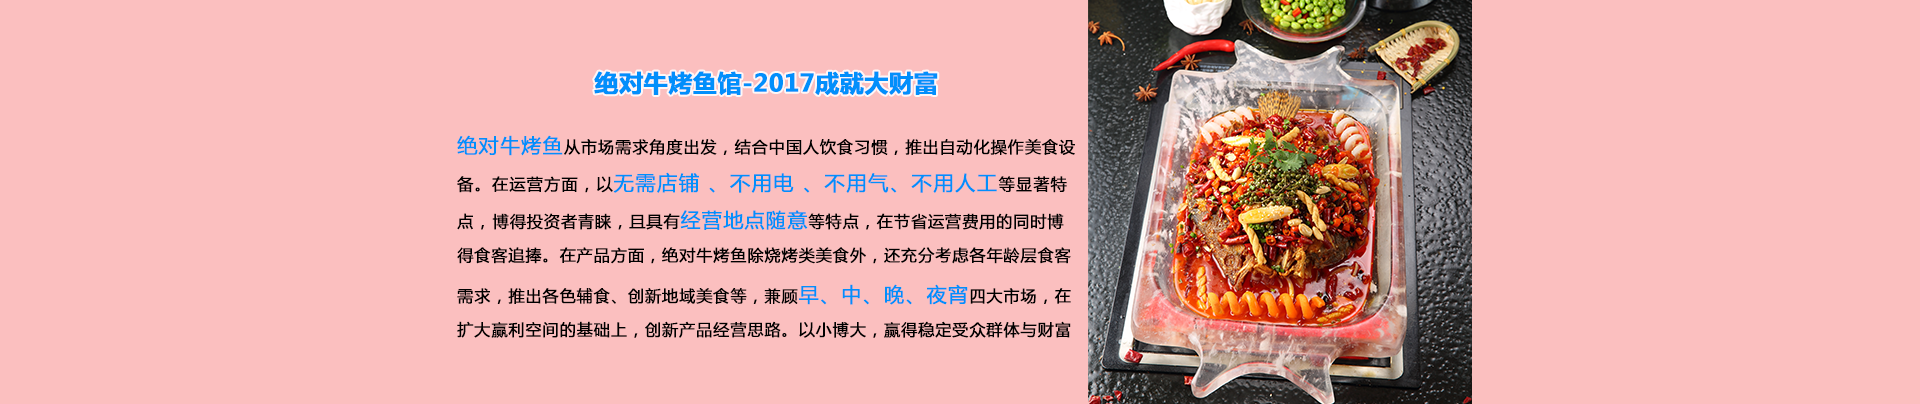 绝对牛烤鱼馆-2017成就大财富
绝对牛烤鱼从市场需求角度出发，结合中国人饮食习惯，推出自动化操作美食设
备。在运营方面，以无需店铺 、不用电 、不用气、不用人工等显著特
点，博得投资者青睐，且具有经营地点随意等特点，在节省运营费用的同时博
得食客追捧。在产品方面，绝对牛烤鱼除烧烤类美食外，还充分考虑各年龄层食客
需求，推出各色辅食、创新地域美食等，兼顾早、中、晚、夜宵四大市场，在
扩大赢利空间的基础上，创新产品经营思路。以小博大，赢得稳定受众群体与财富